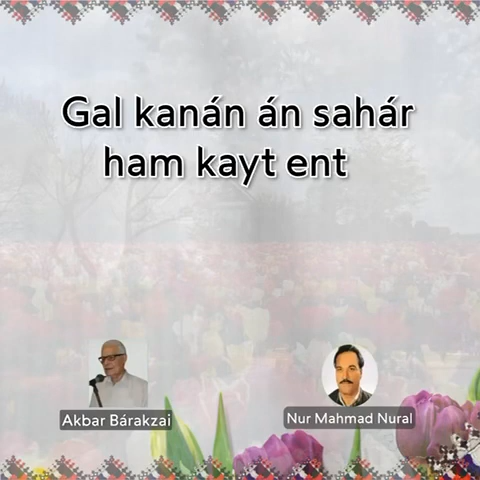 Gal kanán án sahár
ham kayt ent
Akbar Bárakzai
Nur Mahmad Nural